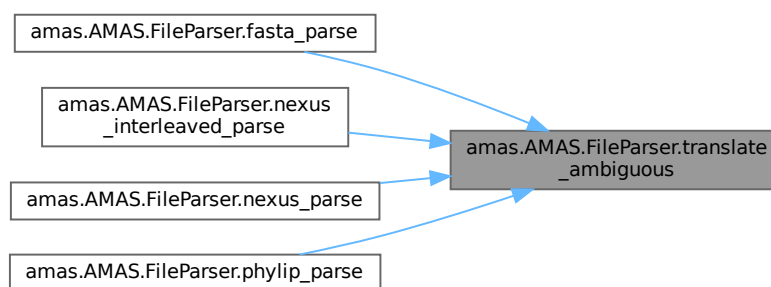 amas.AMAS.FileParser.fasta_parse
amas.AMAS.FileParser.nexus
_interleaved_parse
amas.AMAS.FileParser.translate
_ambiguous
amas.AMAS.FileParser.nexus_parse
amas.AMAS.FileParser.phylip_parse